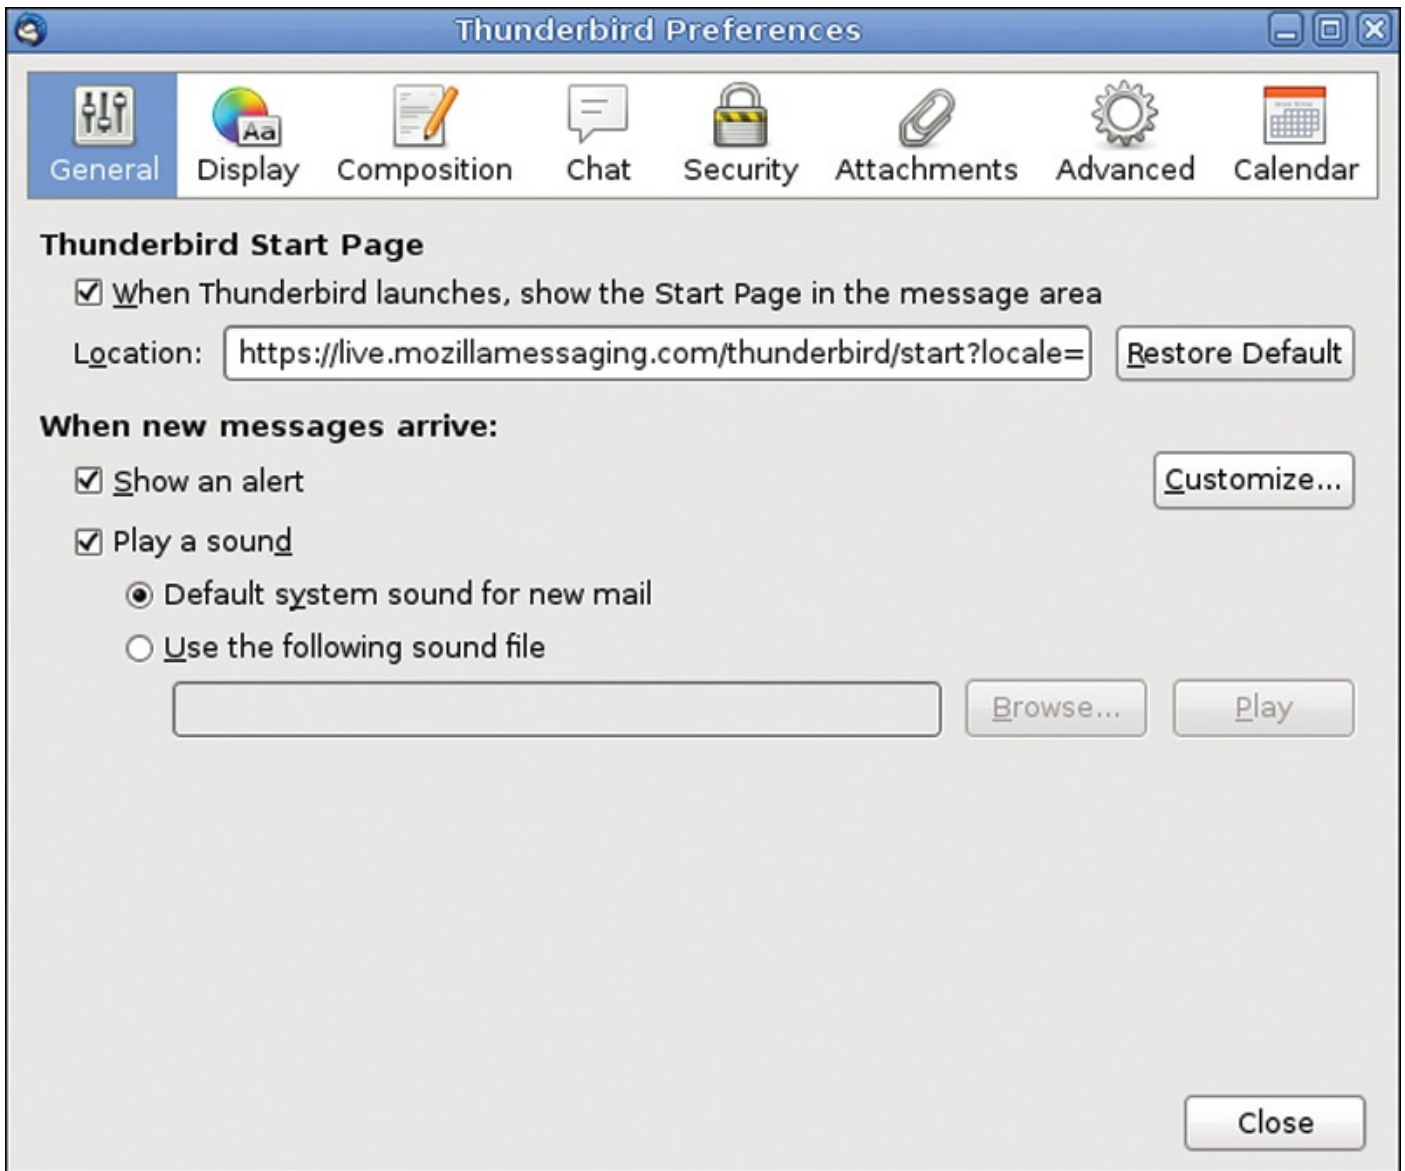 Thunderbird Preferences
General Display Composition Chat Security Attachments Advanced Calendar
Aa
Thunderbird Start Page
When Thunderbird launches, show the Start Page in the message area
Location: https://live.mozillamessaging.com/thunderbird/start?locale= Restore Default
When new messages arrive:
Show an alert Customize...
Play a sound
Default system sound for new mail
Use the following sound file
Browse... Play
Close